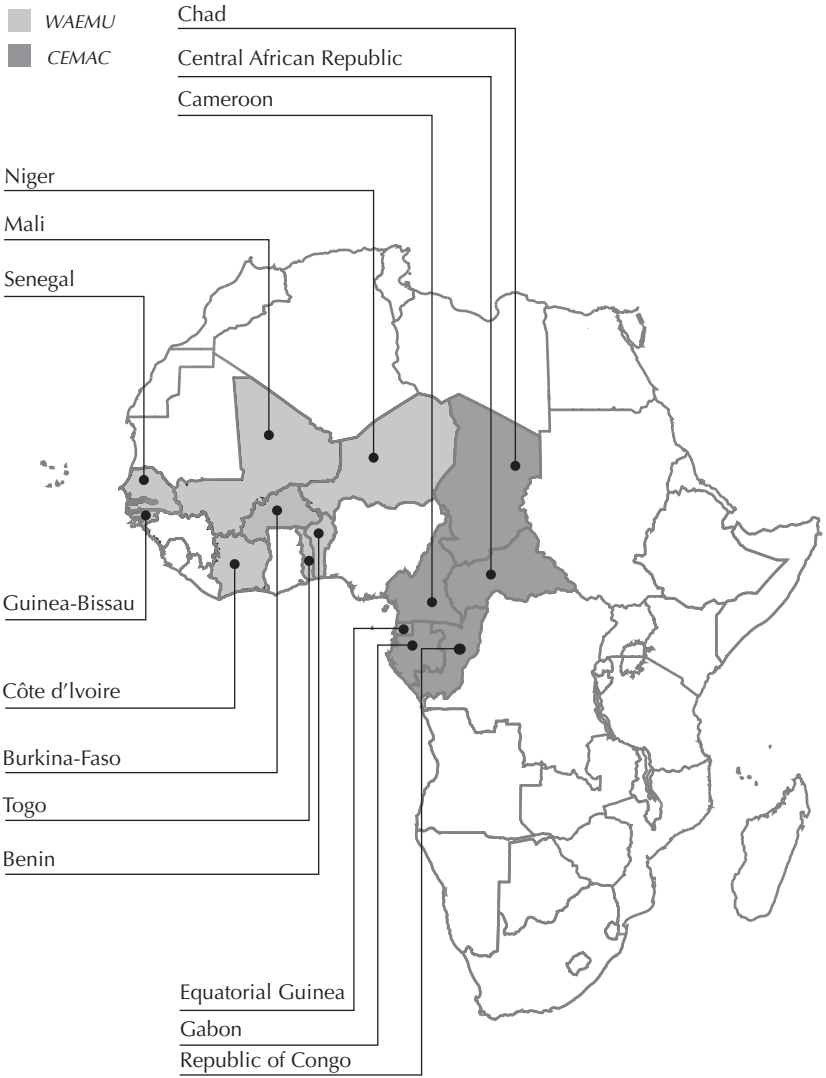 WAEMU
CEMAC
Chad
Central African Republic
Cameroon
Niger
Mali
Senegal
Guinea-Bissau
Côte d’Ivoire
Burkina-Faso
Togo
Benin
Equatorial Guinea
Gabon
Republic of Congo